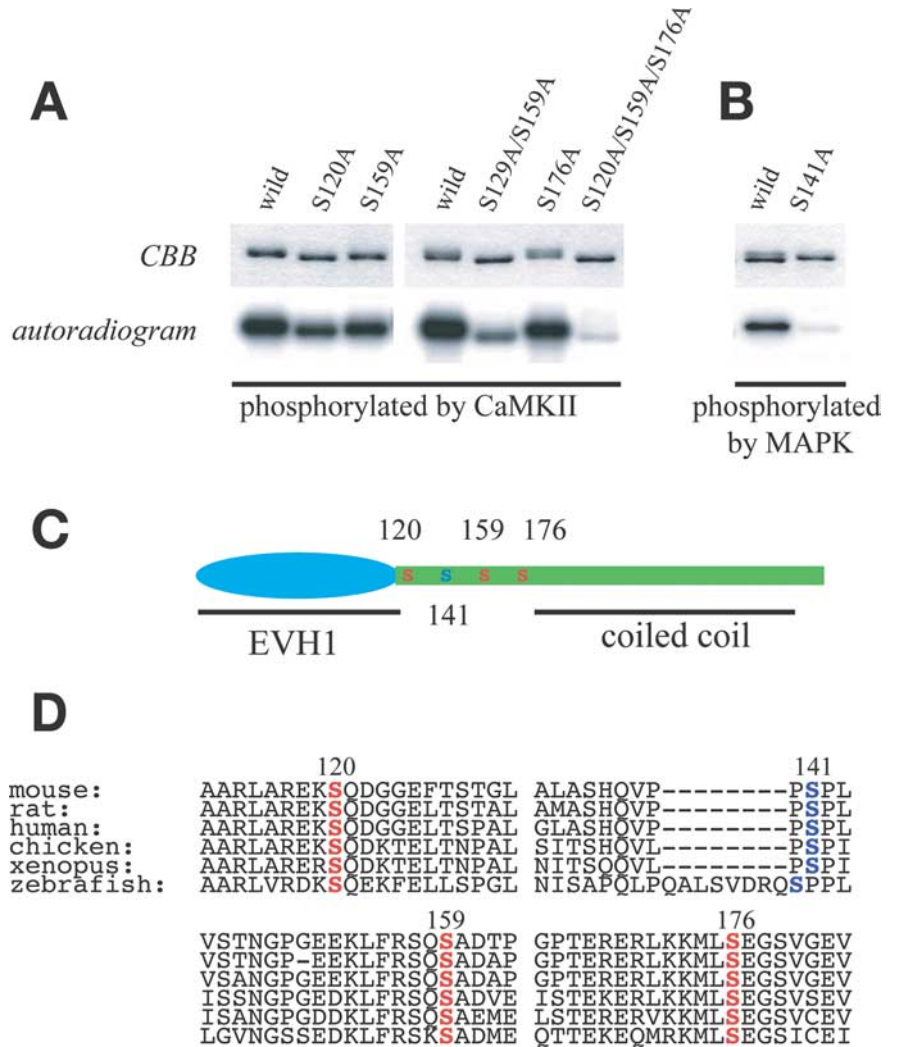 A
B
wild
S120A
S159A
wild
S129A/S159A
S176A
S120A/S159A/S176A
wild
S141A
CBB
autoradiogram
phosphorylated by CaMKII
phosphorylated
by MAPK
C
120 159 176
s s s s
141
EVH1
coiled coil
D
120 141
mouse: AARLAREKSQDGGEFTSTGL ALASHQVP---------PSPL
rat: AARLAREKSQDGGELTSTAL AMASHQVP---------PSPL
human: AARLAREKSQDGGELTSPAL GLASHQVP---------PSPL
chicken: AARLARERSQDKTELTNPAL SITSHQVL---------PSPI
xenopus: AARLAREKSQDKTELTNPAL NITSQQVL---------PSPI
zebrafish: AARLVRDKSQEKFELLSPGL NISAPQLPQALSVDRQSPPL
159 176
VSTNGPGEEKLFRSQSADTP GPTERERLKKMLSEGSVGEV
VSTNGP-EEKLFRSQSADAP GPTERERLKKMLSEGSVGEV
VSANGPGEEKLFRSQSADAP GPTERERLKKMLSEGSVGEV
ISSNGPGEDKLFRSQSADVE ISTEKERLKKMLSEGSVSEV
ISANGPGDDKLFRSQSAEME LSTERERVKKMLSEGSVCEV
LGVNGSSEDKLFRSKSADME QTTEKEQMRKMLSEGSICEI